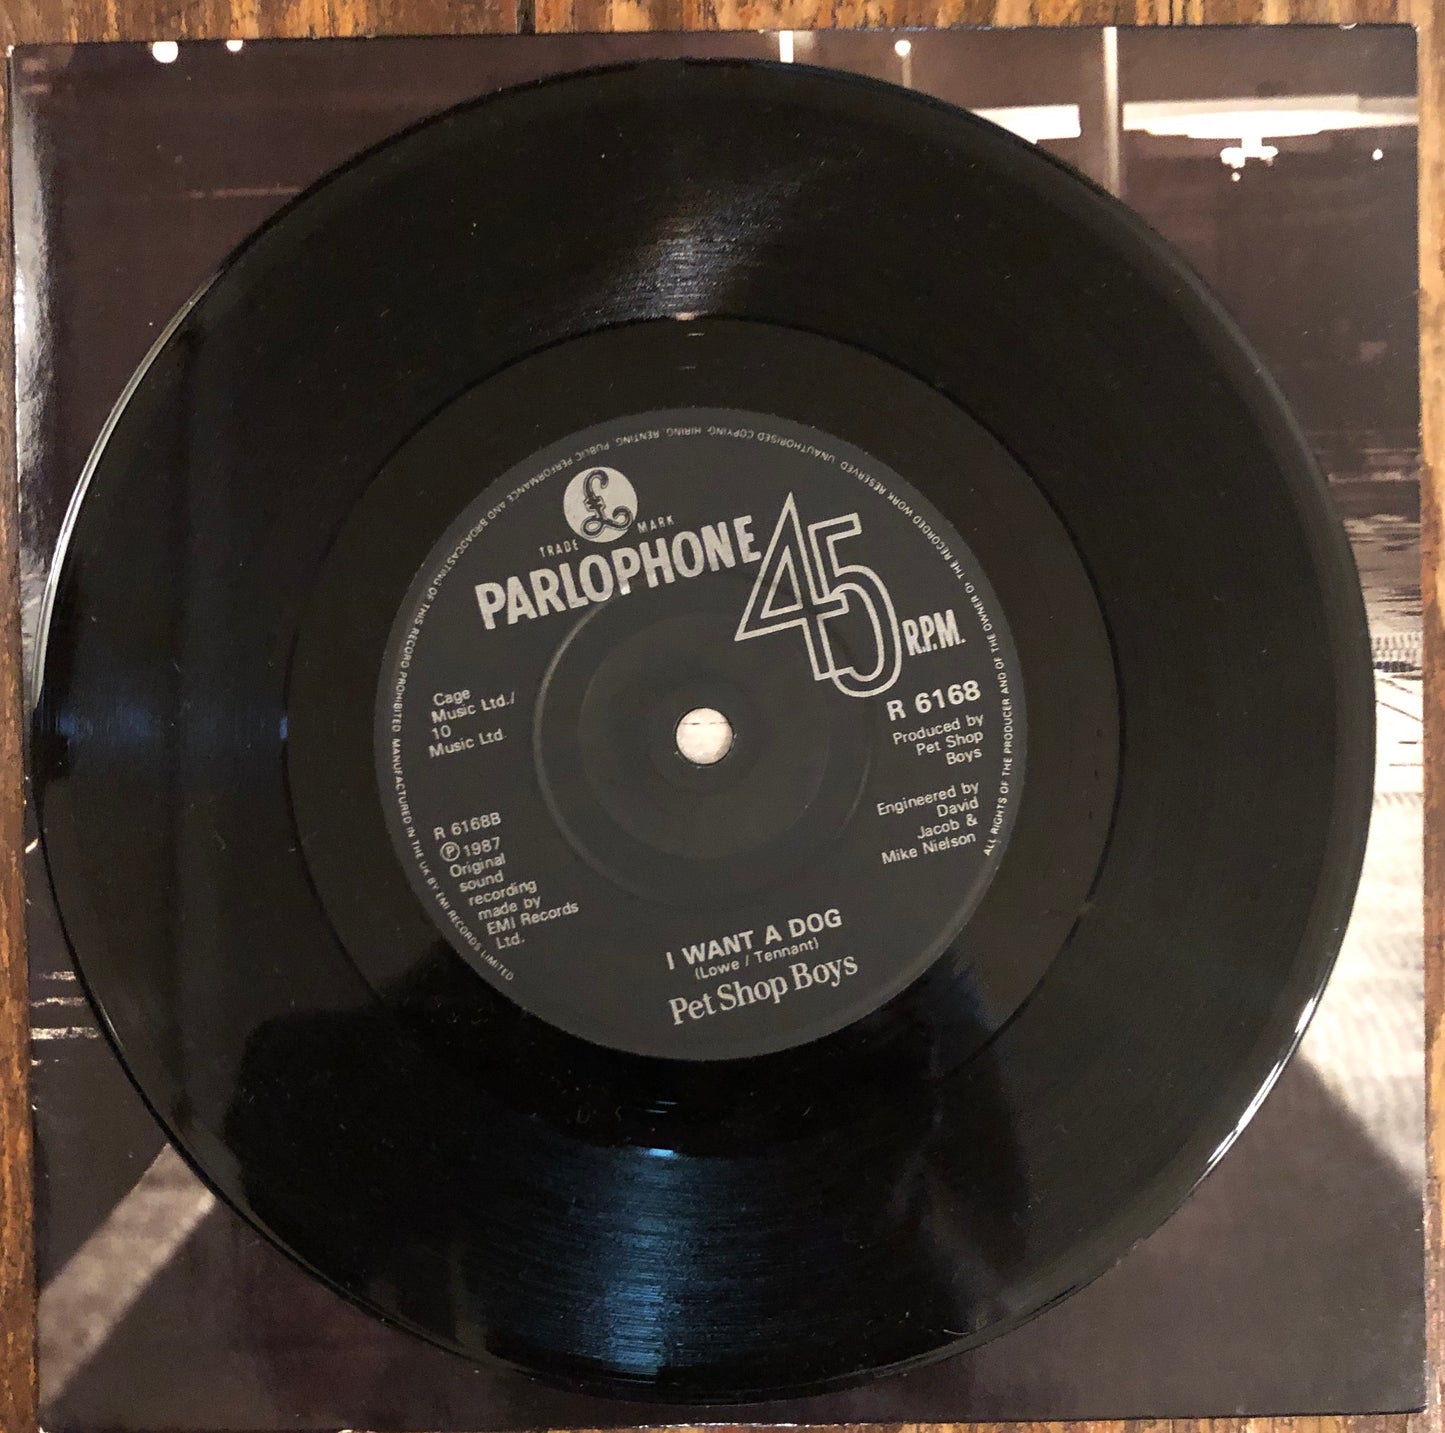 UNAUTHORISED COPYING· HIRING, RENTING, PUBLIC PERFORMANCE AND BROADCASTING OF THIS RECORD PROHIBITED. MANUFACTURED IN THE UK BY EMI RECORDS LIMITED
ALL RIGHTS OF THE PRODUCER AND OF THE OWNER OF THE RECORDED WORK RESERVED
£
TRADE MARK
PARLOPHONE
45
R.P.M.
Cage
Music Ltd./
10
Music Ltd.
R 6168
Produced by
Pet Shop
Boys
Engineered by
David
Jacob &
Mike Nielson
R 6168B
Ⓟ 1987
Original
sound
recording
made by
EMI Records
Ltd.
I WANT A DOG
(Lowe / Tennant)
Pet Shop Boys